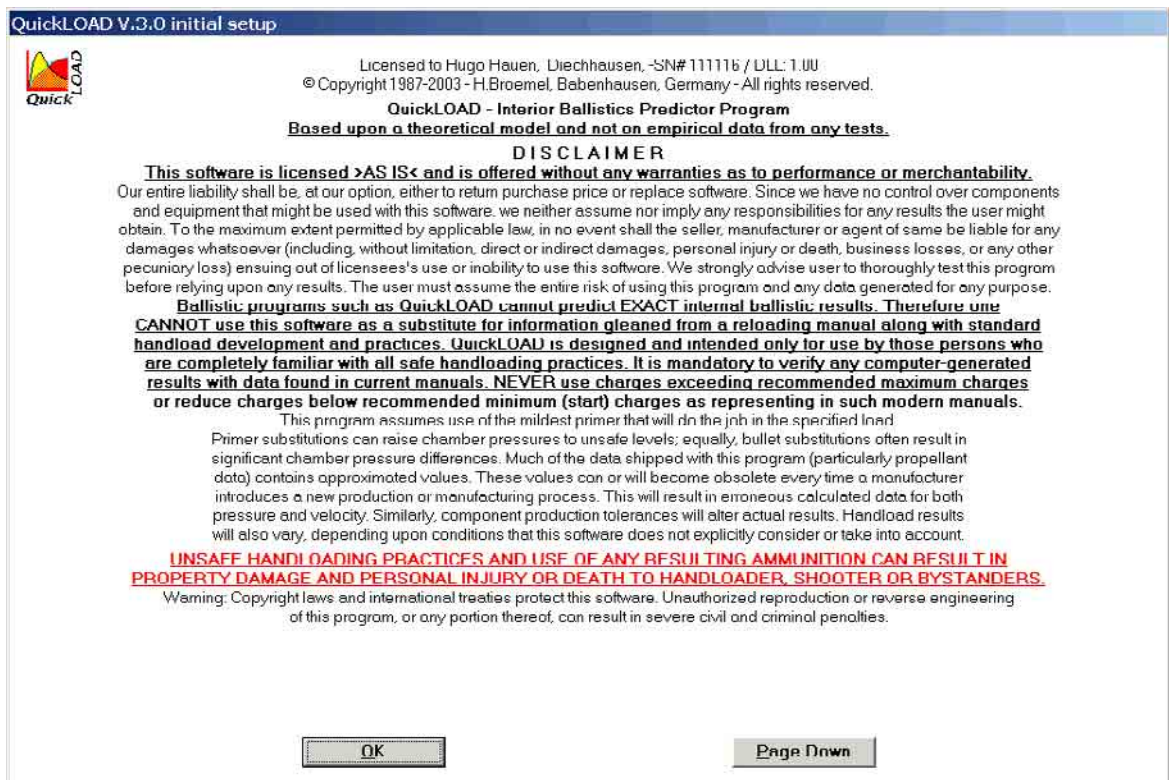 QuickLOAD V.3.0 initial setup
Quick LOAD
Licensed to Hugo Hauen, Diechhausen, -SN# 111116 / DLL: 1.00
© Copyright 1987-2003 - H.Broemel, Babenhausen, Germany - All rights reserved.
QuickLOAD - Interior Ballistics Predictor Program
Based upon a theoretical model and not on empirical data from any tests.
DISCLAIMER
This software is licensed >AS IS< and is offered without any warranties as to performance or merchantability.
Our entire liability shall be, at our option, either to return purchase price or replace software. Since we have no control over components
and equipment that might be used with this software. we neither assume nor imply any responsibilities for any results the user might
obtain. To the maximum extent permitted by applicable law, in no event shall the seller, manufacturer or agent of same be liable for any
damages whatsoever (including, without limitation, direct or indirect damages, personal injury or death, business losses, or any other
pecuniary loss) ensuing out of licensees's use or inability to use this software. We strongly advise user to thoroughly test this program
before relying upon any results. The user must assume the entire risk of using this program and any data generated for any purpose.
Ballistic programs such as QuickLOAD cannot predict EXACT internal ballistic results. Therefore one
CANNOT use this software as a substitute for information gleaned from a reloading manual along with standard
handload development and practices. QuickLOAD is designed and intended only for use by those persons who
are completely familiar with all safe handloading practices. It is mandatory to verify any computer-generated
results with data found in current manuals. NEVER use charges exceeding recommended maximum charges
or reduce charges below recommended minimum (start) charges as representing in such modern manuals.
This program assumes use of the mildest primer that will do the job in the specified load
Primer substitutions can raise chamber pressures to unsafe levels; equally, bullet substitutions often result in
significant chamber pressure differences. Much of the data shipped with this program (particularly propellant
data) contains approximated values. These values can or will become obsolete every time a manufacturer
introduces a new production or manufacturing process. This will result in erroneous calculated data for both
pressure and velocity. Similarly, component production tolerances will alter actual results. Handload results
will also vary, depending upon conditions that this software does not explicitly consider or take into account.
UNSAFE HANDLOADING PRACTICES AND USE OF ANY RESULTING AMMUNITION CAN RESULT IN
PROPERTY DAMAGE AND PERSONAL INJURY OR DEATH TO HANDLOADER, SHOOTER OR BYSTANDERS.
Warning: Copyright laws and international treaties protect this software. Unauthorized reproduction or reverse engineering
of this program, or any portion thereof, can result in severe civil and criminal penalties.
OK
Page Down